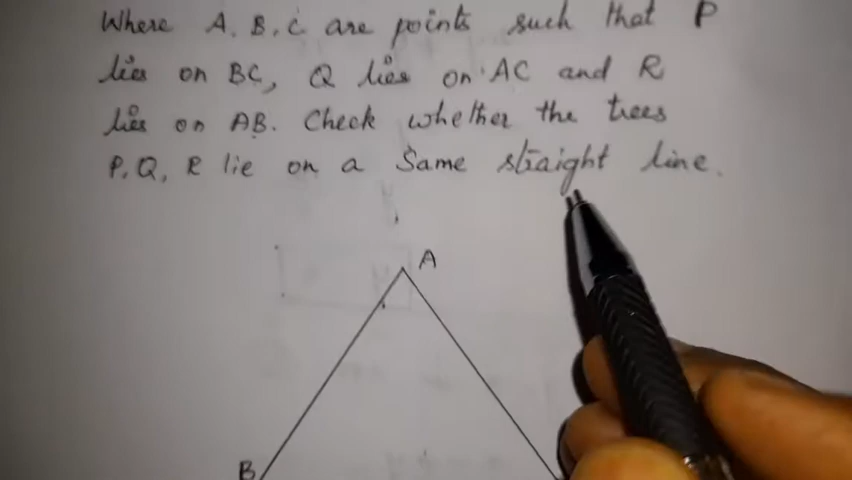 Where A, B, C are points such that P
lies on BC, Q lies on AC and R
lies on AB. Check whether the trees
P, Q, R lie on a Same straight line.
A
B